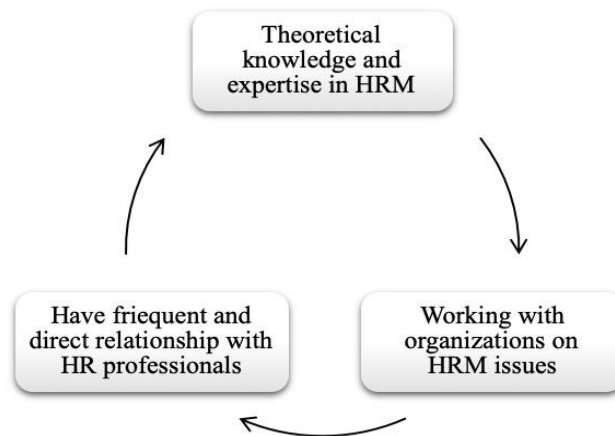 Theoretical
knowledge and
expertise in HRM
Have friequent and
direct relationship with
HR professionals
Working with
organizations on
HRM issues